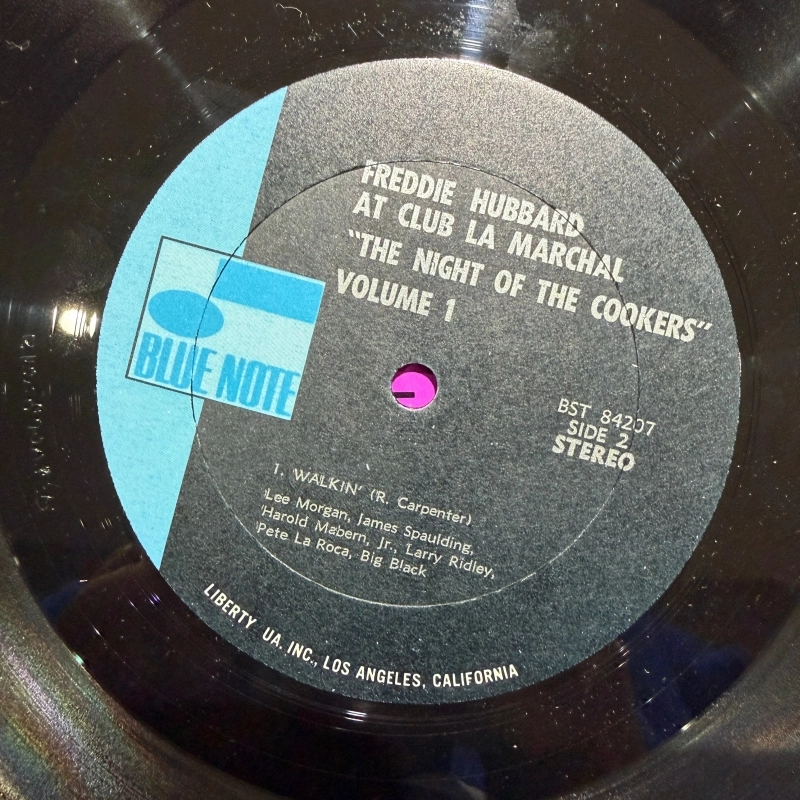 FREDDIE HUBBARD
AT CLUB LA MARCHAL
"THE NIGHT OF THE COOKERS"
VOLUME 1
BLUE NOTE
BST 84207
SIDE 2
STEREO
1. WALKIN' (R. Carpenter)
Lee Morgan, James Spaulding,
Harold Mabern, Jr., Larry Ridley,
Pete La Roca, Big Black
LIBERTY UA, INC., LOS ANGELES, CALIFORNIA